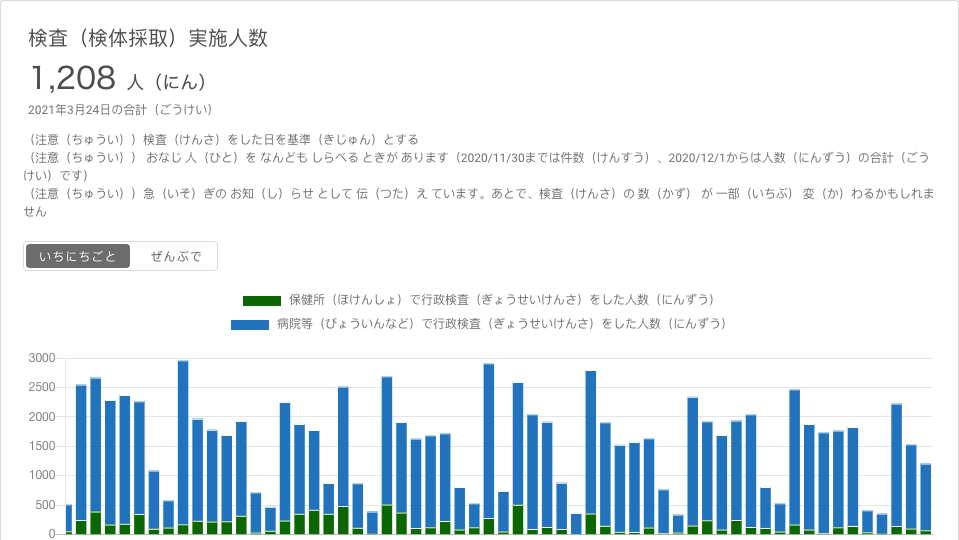 検査（検体採取）実施人数
1,208 人（にん）
2021年3月24日の合計（ごうけい）
（注意（ちゅうい））検査（けんさ）をした日を基準（きじゅん）とする
（注意（ちゅうい）） おなじ 人（ひと）を なんども しらべる ときが あります（2020/11/30までは件数（けんすう）、2020/12/1からは人数（にんずう）の合計（ごう
けい）です）
（注意（ちゅうい））急（いそ）ぎの お知（し）らせ として 伝（つた）え ています。あとで、検査（けんさ）の 数（かず） が 一部（いちぶ） 変（か）わるかもしれま
せん
いちにちごと ぜんぶで
保健所（ほけんしょ）で行政検査（ぎょうせいけんさ）をした人数（にんずう）
病院等（びょういんなど）で行政検査（ぎょうせいけんさ）をした人数（にんずう）
3000
2500
2000
1500
1000
500
0